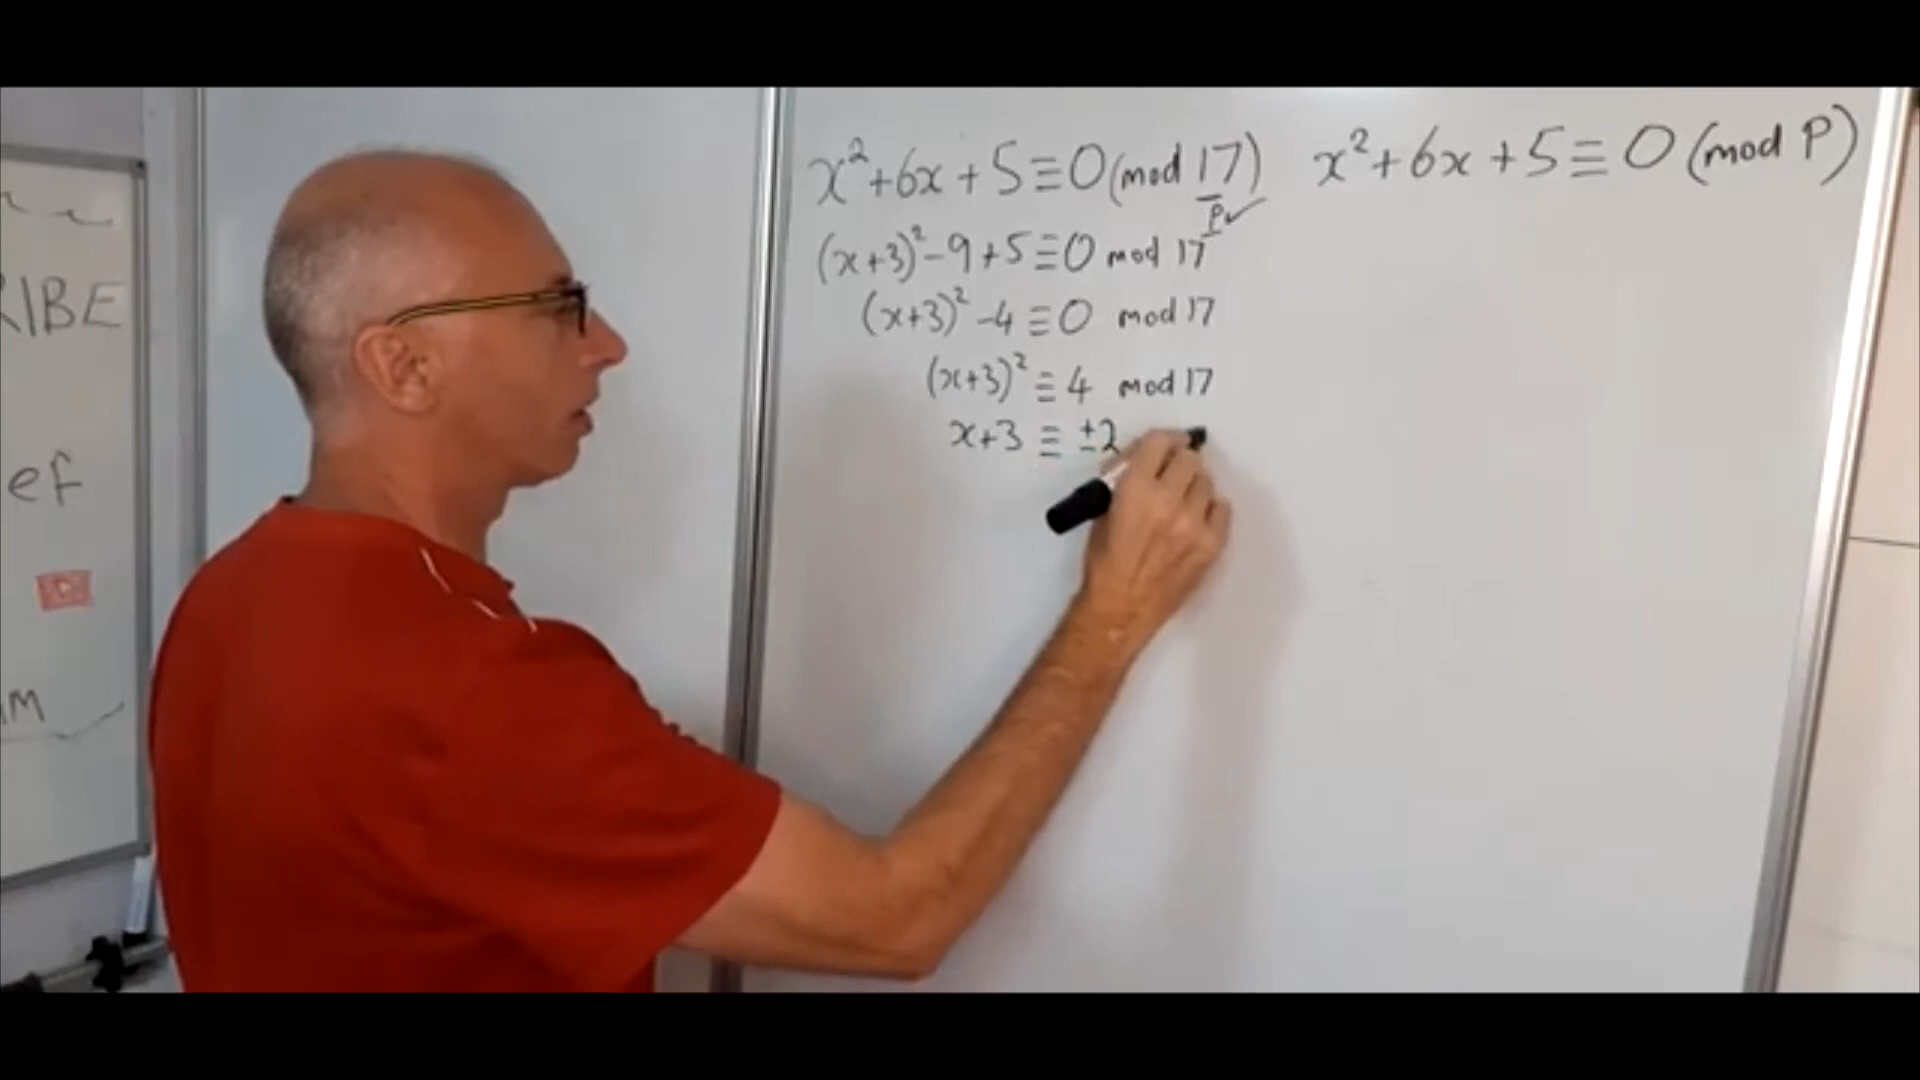 RIBE
ef
x²+6x+5≡0(mod 17)
P✓
(x+3)²-9+5≡0 mod 17
(x+3)²-4≡0 mod 17
(x+3)²≡4 mod 17
x+3≡±2
x²+6x+5≡0(mod P)